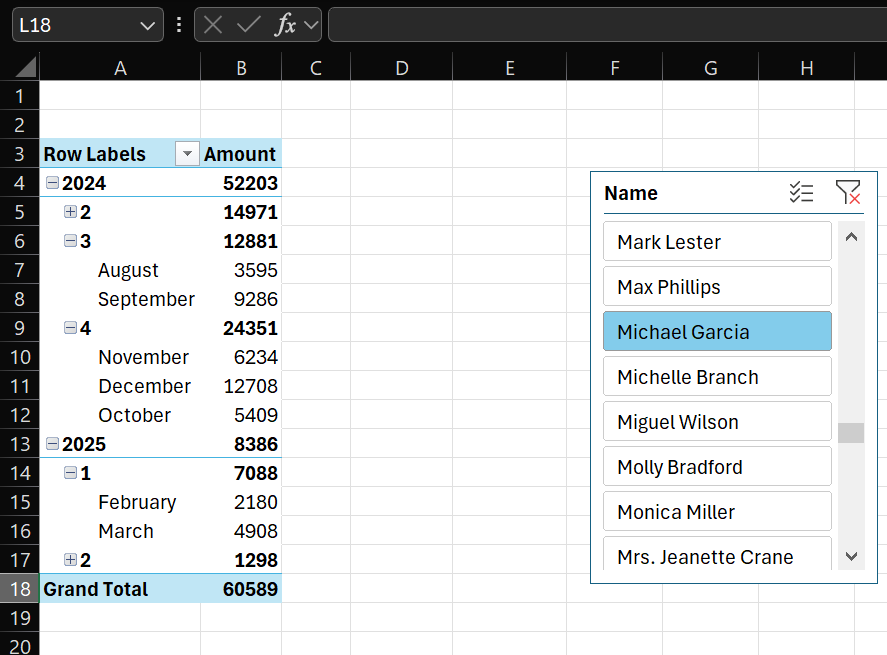 L18
fx
A B C D E F G H
1
2
3 Row Labels Amount
4 2024 52203
5 2 14971
6 3 12881
7 August 3595
8 September 9286
9 4 24351
10 November 6234
11 December 12708
12 October 5409
13 2025 8386
14 1 7088
15 February 2180
16 March 4908
17 2 1298
18 Grand Total 60589
19
20
Name
Mark Lester
Max Phillips
Michael Garcia
Michelle Branch
Miguel Wilson
Molly Bradford
Monica Miller
Mrs. Jeanette Crane